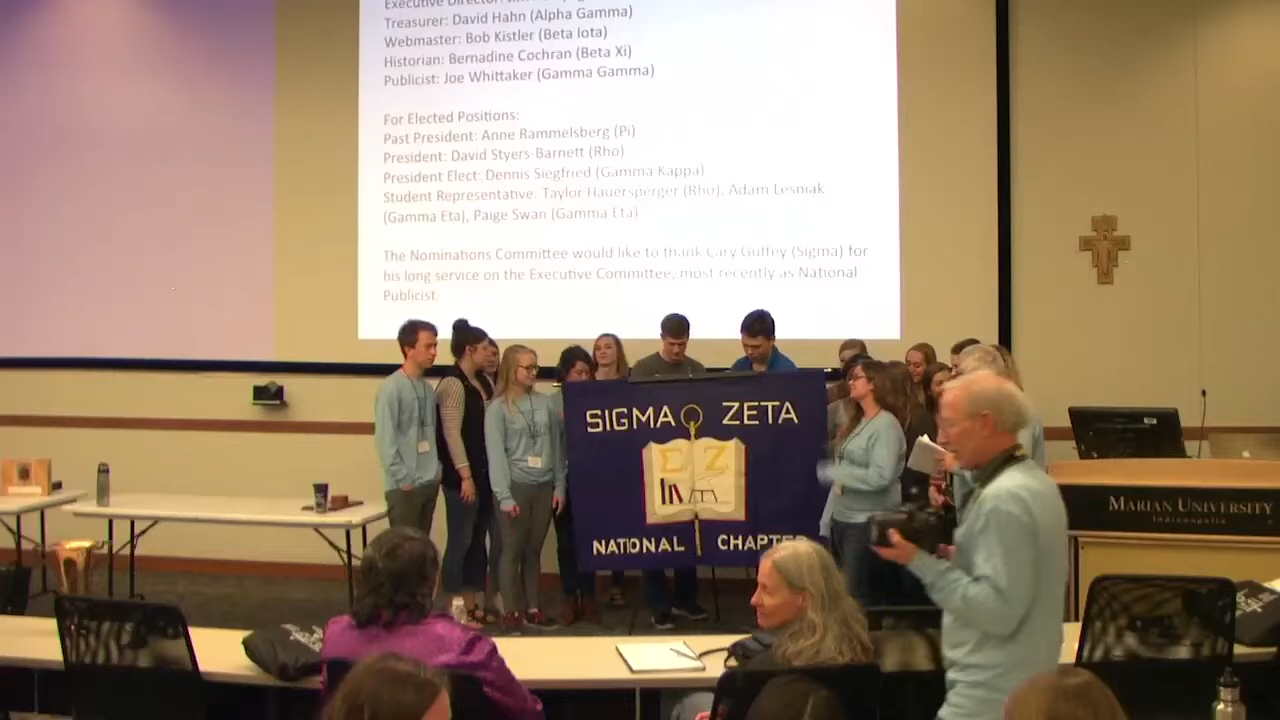 Executive Director:
Treasurer: David Hahn (Alpha Gamma)
Webmaster: Bob Kistler (Beta Iota)
Historian: Bernadine Cochran (Beta Xi)
Publicist: Joe Whittaker (Gamma Gamma)
For Elected Positions:
Past President: Anne Rammelsberg (Pi)
President: David Styers-Barnett (Rho)
President Elect: Dennis Siegfried (Gamma Kappa)
Student Representative: Taylor Hauersperger (Rho), Adam Lesniak
(Gamma Eta), Paige Swan (Gamma Eta)
The Nominations Committee would like to thank Cary Guffey (Sigma) for
his long service on the Executive Committee, most recently as National
Publicist
SIGMA ZETA
Σ Ζ
NATIONAL CHAPTER
MARIAN UNIVERSITY
Indianapolis